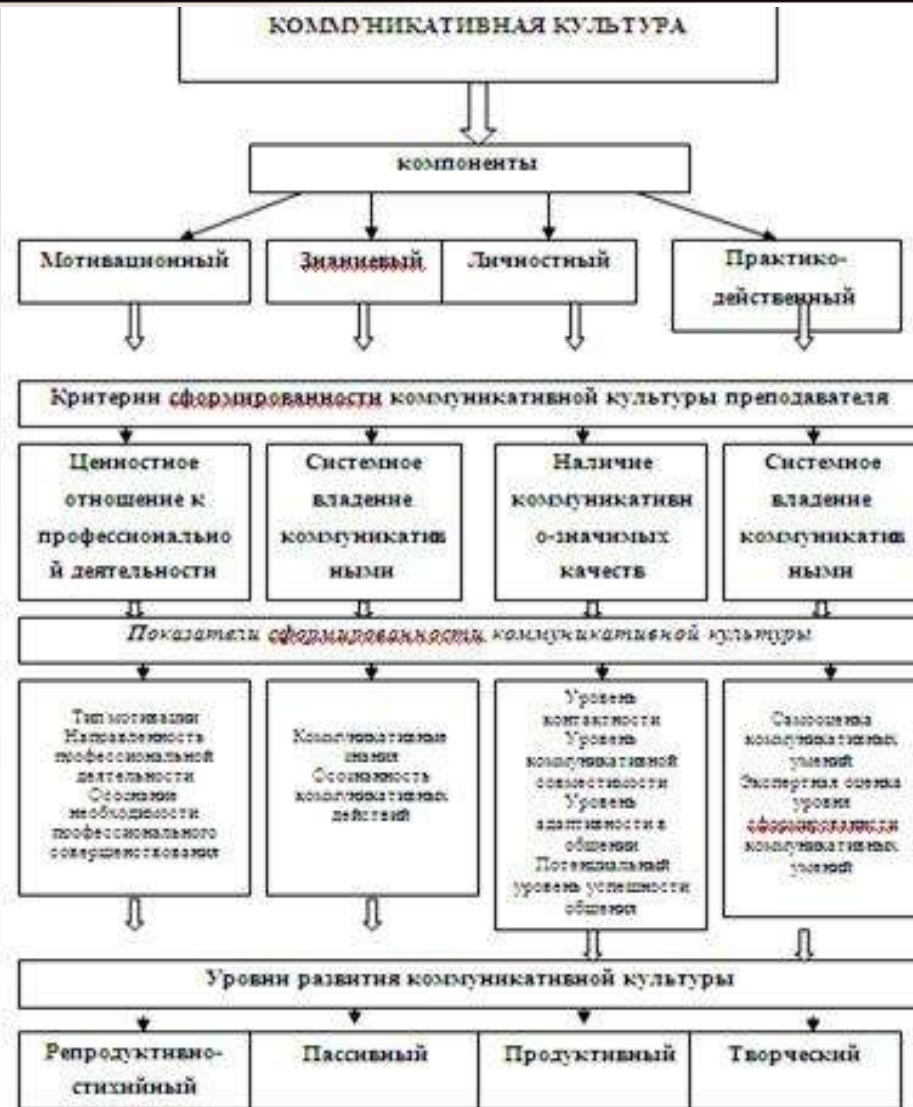 КОММУНИКАТИВНАЯ КУЛЬТУРА
компоненты
Мотивационный
Знаниевый
Личностный
Практико-
действенный
Критерии сформированности коммуникативной культуры преподавателя
Ценностное
отношение к
профессионально
й деятельности
Системное
владение
коммуникатив
ными
Наличие
коммуникативн
о-значимых
качеств
Системное
владение
коммуникатив
ными
Показатели сформированности коммуникативной культуры
Тип мотивации
Направленность
профессиональной
деятельности
Осознание
необходимости
профессионального
совершенствования
Коммуникативные
знания
Осознанность
коммуникативных
действий
Уровень
контактности
Уровень
коммуникативной
совместимости
Уровень
адаптивности в
общении
Потенциальный
уровень успешности
общения
Самооценка
коммуникативных
умений
Экспертная оценка
уровня
сформированности
коммуникативных
умений
Уровни развития коммуникативной культуры
Репродуктивно-
стихийный
Пассивный
Продуктивный
Творческий